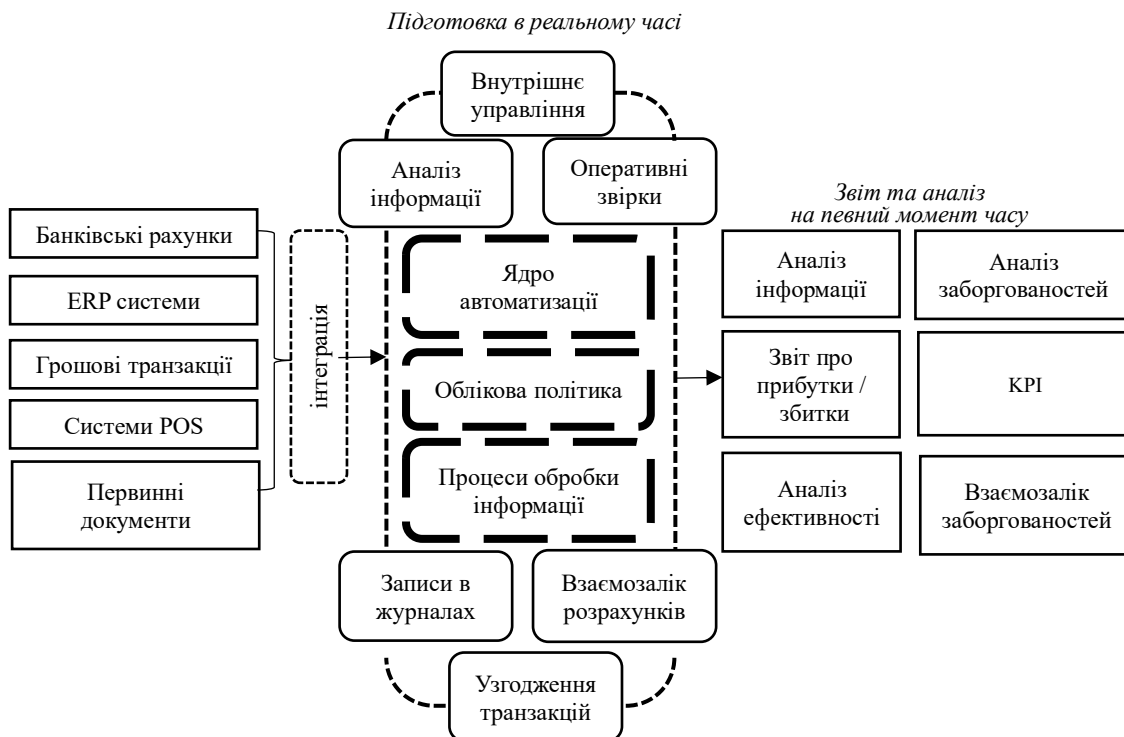 Підготовка в реальному часі
Внутрішнє
управління
Аналіз
інформації
Оперативні
звірки
Звіт та аналіз
на певний момент часу
Банківські рахунки
ERP системи
Грошові транзакції
Системи POS
Первинні
документи
інтеграція
Ядро
автоматизації
Облікова політика
Процеси обробки
інформації
Аналіз
інформації
Аналіз
заборгованостей
Звіт про
прибутки /
збитки
KPI
Аналіз
ефективності
Взаємозалік
заборгованостей
Записи в
журналах
Взаємозалік
розрахунків
Узгодження
транзакцій